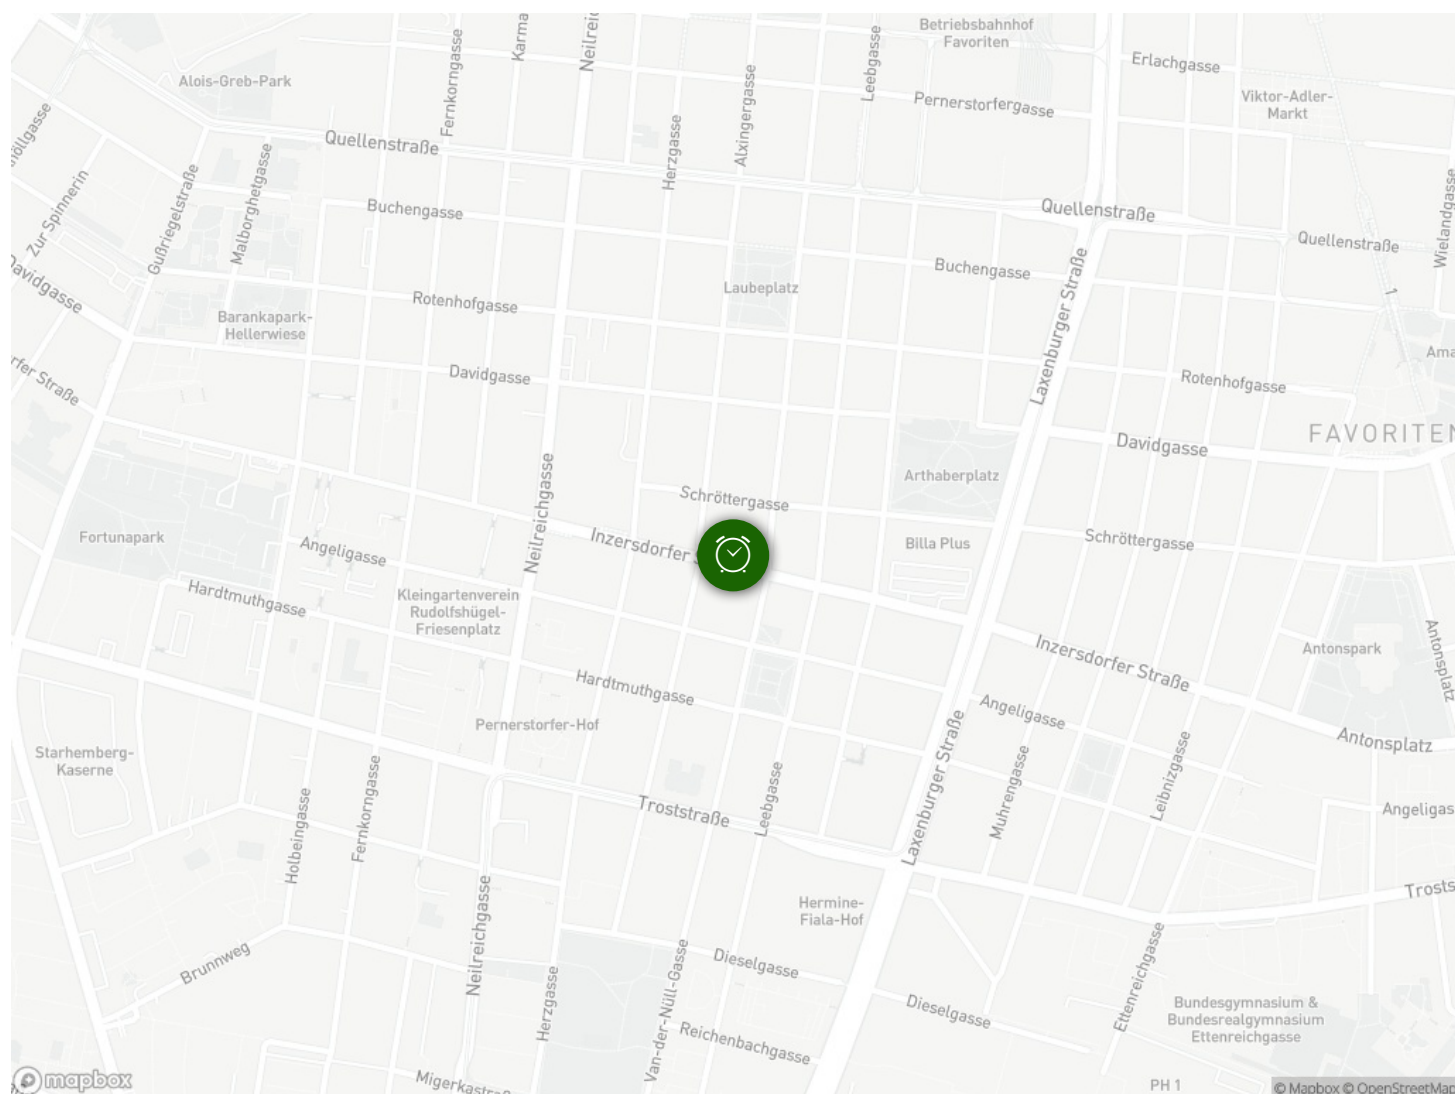 Betriebsbahnhof
Favoriten
Alois-Greb-Park
Fernkorngasse
Leebgasse
Erlachgasse
Viktor-Adler-
Markt
Pernerstorfergasse
Alxingergasse
Herzgasse
Quellenstraße
Malborghetgasse
Zur Spinnerin
Gußriegelstraße
Buchengasse
Quellenstraße
Quellenstraße
Wielandgasse
Davidgasse
Buchengasse
Laubeplatz
1
Rotenhofgasse
Barankapark-
Hellerwiese
Laxenburger Straße
Davidgasse
Rotenhofgasse
FAVORITEN
Davidgasse
Arthaberplatz
Schröttergasse
Neilreichgasse
Fortunapark
Angeligasse
Inzersdorfer
Billa Plus
Schröttergasse
Hardtmuthgasse
Kleingartenverein
Rudolfshügel-
Friesenplatz
Inzersdorfer Straße
Antonspark
Antonsplatz
Hardtmuthgasse
Angeligasse
Pernerstorfer-Hof
Antonsplatz
Starhemberg-
Kaserne
Laxenburger Straße
Muhrengasse
Leibnizgasse
Holbeingasse
Fernkorngasse
Troststraße
Leebgasse
Hermine-
Fiala-Hof
Neilreichgasse
Brunnweg
Dieselgasse
Herzgasse
Van-der-Nüll-Gasse
Ettenreichgasse
Dieselgasse
Bundesgymnasium &
Bundesrealgymnasium
Ettenreichgasse
Reichenbachgasse
PH 1
mapbox
© Mapbox © OpenStreetMap